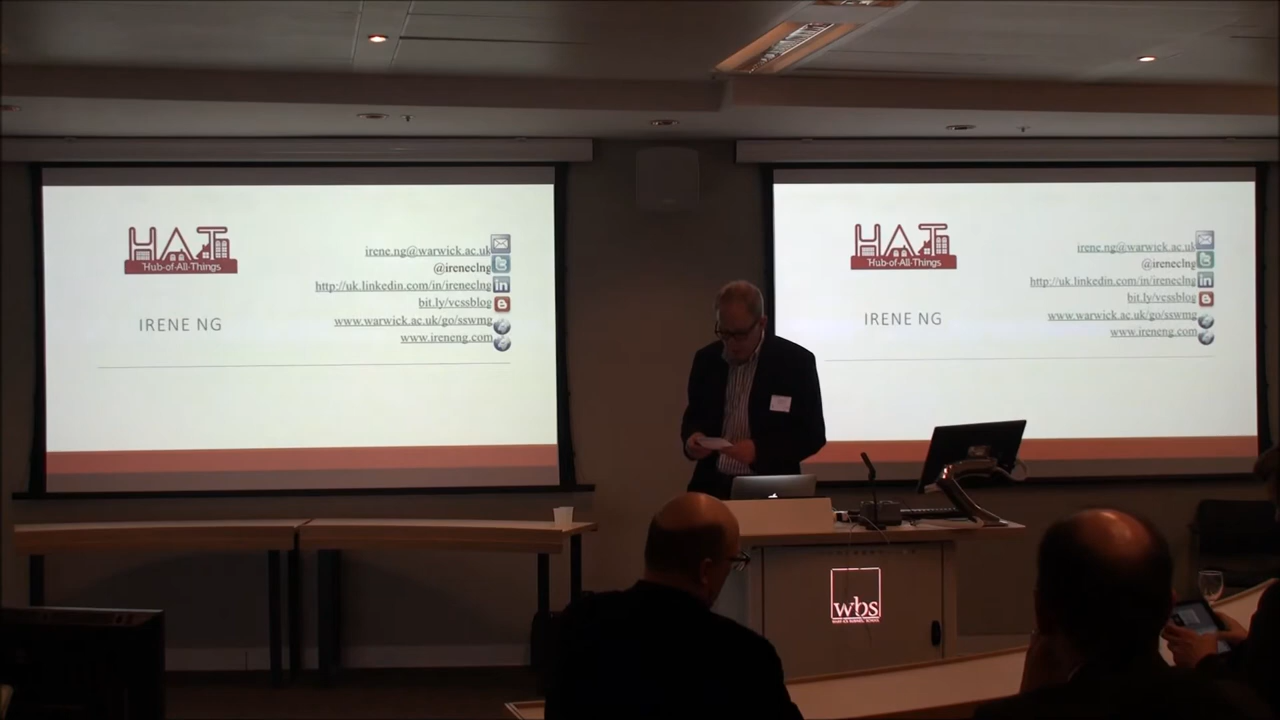 HAT
Hub-of-All-Things
IRENE NG
irene.ng@warwick.ac.uk
@ireneclng
http://uk.linkedin.com/in/ireneclng
bit.ly/vcssblog
www.warwick.ac.uk/go/sswmg
www.ireneng.com
HAT
Hub-of-All-Things
IRENE NG
irene.ng@warwick.ac.uk
@ireneclng
http://uk.linkedin.com/in/ireneclng
bit.ly/vcssblog
www.warwick.ac.uk/go/sswmg
www.ireneng.com
wbs
WARWICK BUSINESS SCHOOL